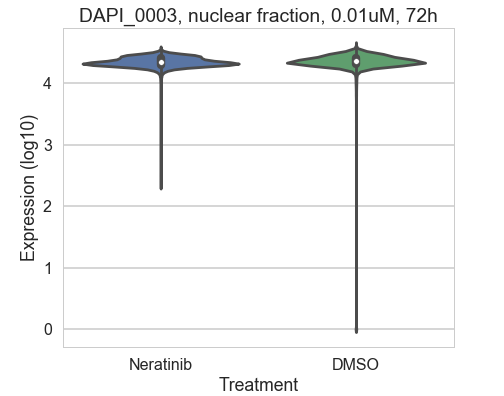 DAPI_0003, nuclear fraction, 0.01uM, 72h
Expression (log10)
4
3
2
1
0
Neratinib DMSO
Treatment